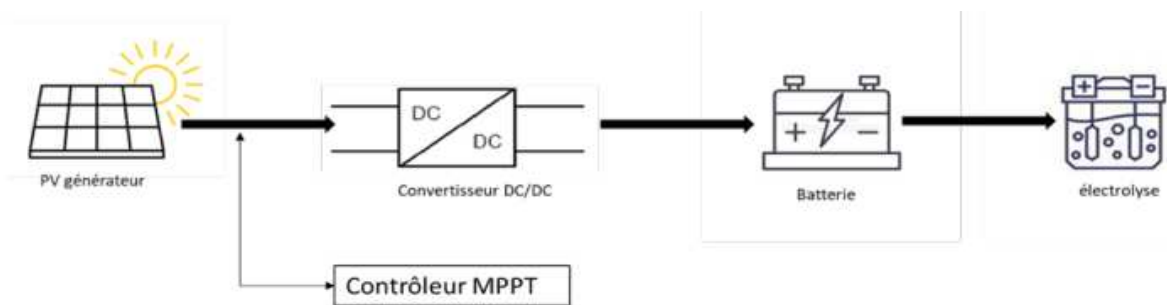 DC
DC
+
-
+ -
PV générateur
Convertisseur DC/DC
Batterie
électrolyse
Contrôleur MPPT